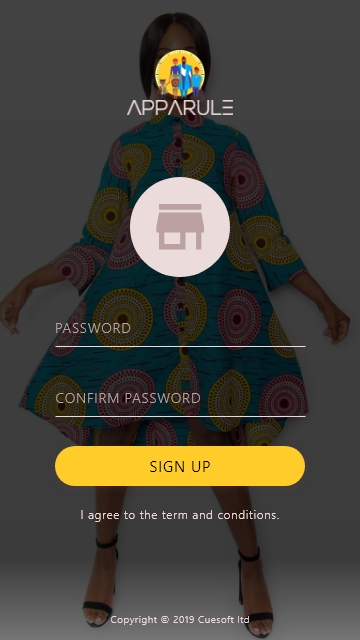 APPARULE
PASSWORD
CONFIRM PASSWORD
SIGN UP
I agree to the term and conditions.
Copyright © 2019 Cuesoft ltd